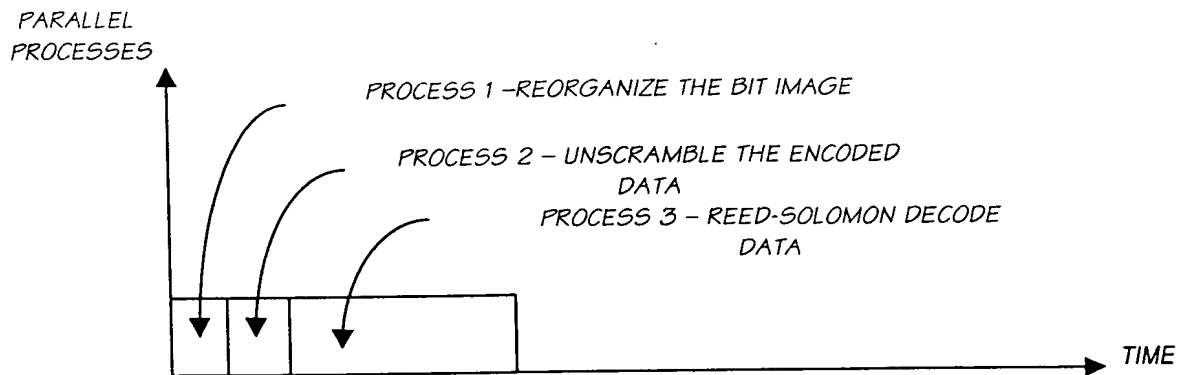 PARALLEL
PROCESSES
PROCESS 1 –REORGANIZE THE BIT IMAGE
PROCESS 2 – UNSCRAMBLE THE ENCODED
DATA
PROCESS 3 – REED-SOLOMON DECODE
DATA
TIME